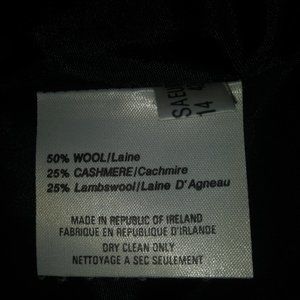 14
50% WOOL/Laine
25% CASHMERE/Cachmire
25% Lambswool/Laine D'Agneau
MADE IN REPUBLIC OF IRELAND
FABRIQUE EN REPUBLIQUE D'IRLANDE
DRY CLEAN ONLY
NETTOYAGE A SEC SEULEMENT